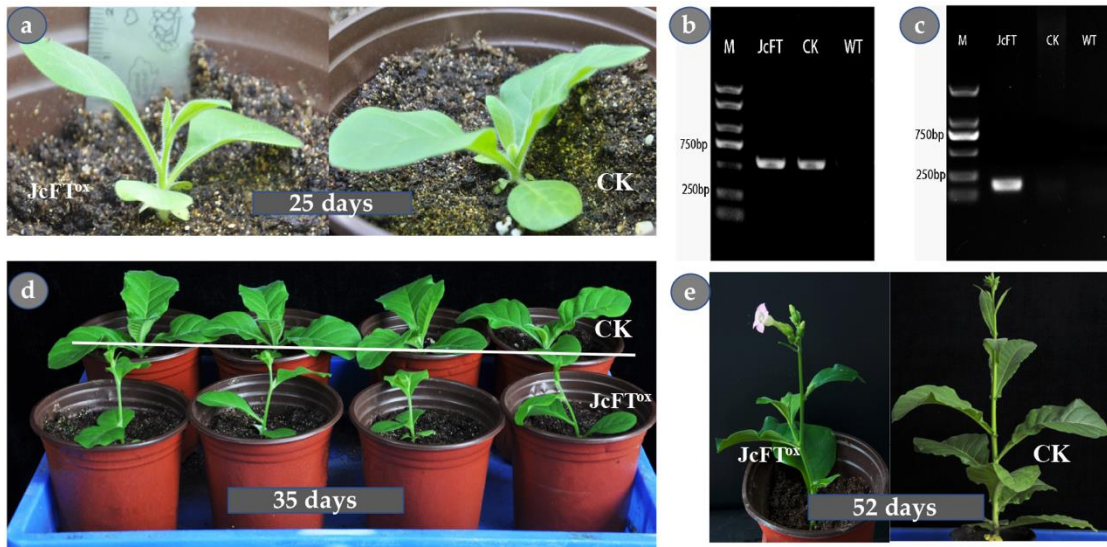 a
JcFTᵒˣ
25 days
CK
b
M JcFT CK WT
750bp
250bp
c
M JcFT CK WT
750bp
250bp
d
CK
JcFTᵒˣ
35 days
e
JcFTᵒˣ
CK
52 days